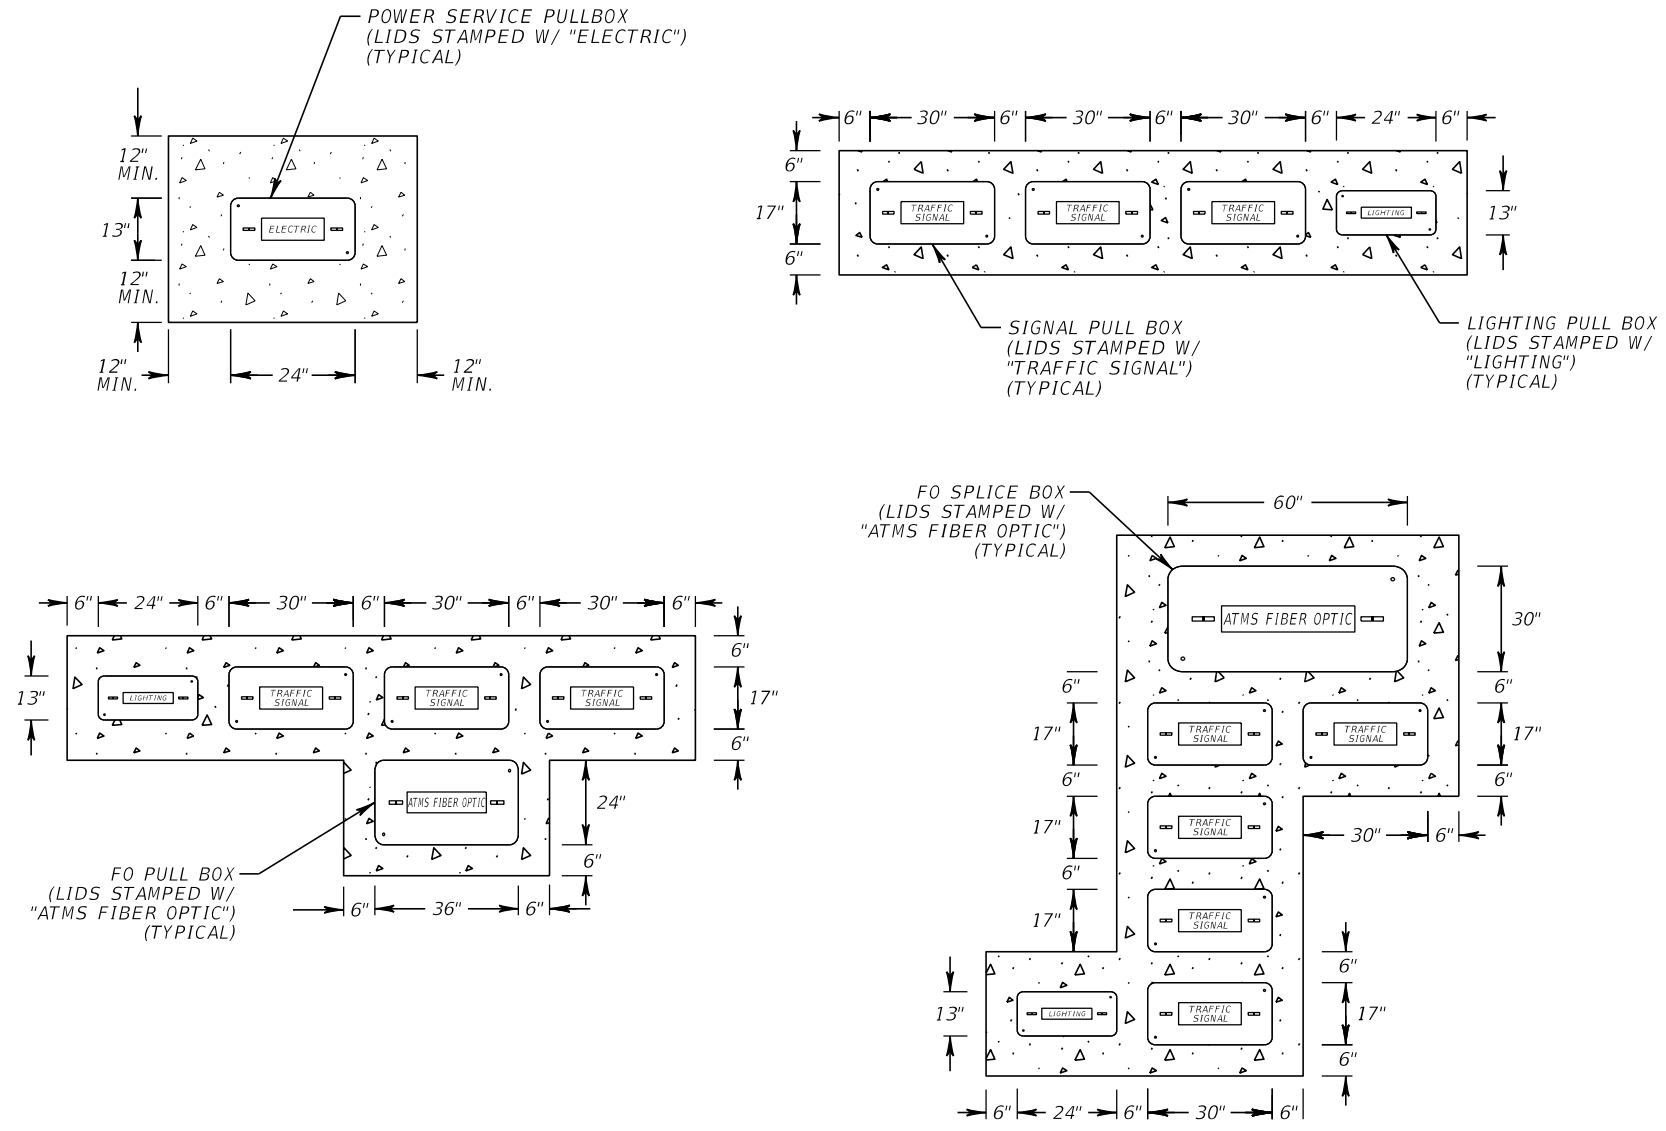 POWER SERVICE PULLBOX
(LIDS STAMPED W/ "ELECTRIC")
(TYPICAL)
12"
MIN.
13"
12"
MIN.
ELECTRIC
12"
MIN.
24"
12"
MIN.
6" 30" 6" 30" 6" 30" 6" 24" 6"
6"
17"
6"
TRAFFIC
SIGNAL
TRAFFIC
SIGNAL
TRAFFIC
SIGNAL
LIGHTING
13"
SIGNAL PULL BOX
(LIDS STAMPED W/
"TRAFFIC SIGNAL")
(TYPICAL)
LIGHTING PULL BOX
(LIDS STAMPED W/
"LIGHTING")
(TYPICAL)
6" 24" 6" 30" 6" 30" 6" 30" 6"
13"
LIGHTING
TRAFFIC
SIGNAL
TRAFFIC
SIGNAL
TRAFFIC
SIGNAL
6"
17"
6"
ATMS FIBER OPTIC
24"
6"
FO PULL BOX
(LIDS STAMPED W/
"ATMS FIBER OPTIC")
(TYPICAL)
6" 36" 6"
FO SPLICE BOX
(LIDS STAMPED W/
"ATMS FIBER OPTIC")
(TYPICAL)
60"
ATMS FIBER OPTIC
30"
6"
6"
17"
TRAFFIC
SIGNAL
TRAFFIC
SIGNAL
17"
6"
6"
17"
TRAFFIC
SIGNAL
30" 6"
6"
17"
TRAFFIC
SIGNAL
6"
13"
LIGHTING
TRAFFIC
SIGNAL
17"
6"
6" 24" 6" 30" 6"